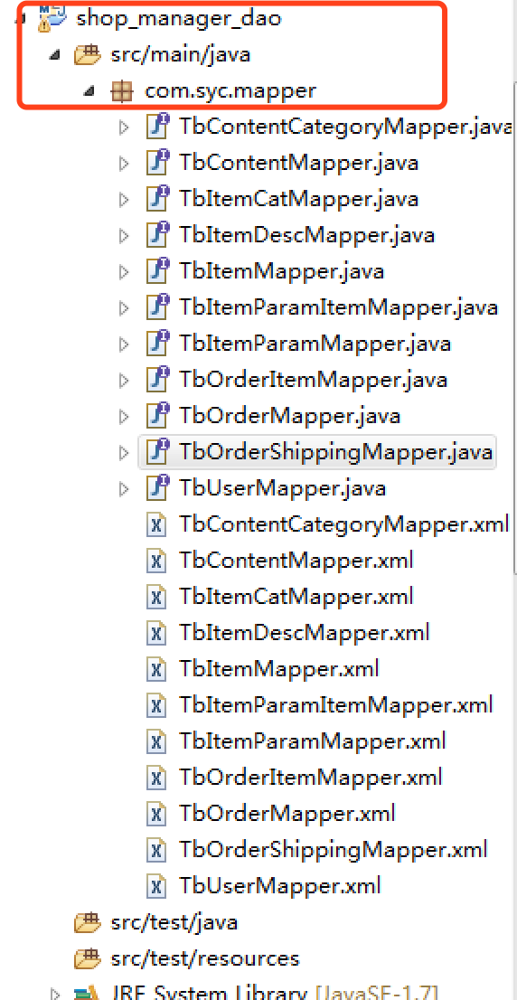 shop_manager_dao
src/main/java
com.syc.mapper
TbContentCategoryMapper.java
TbContentMapper.java
TbItemCatMapper.java
TbItemDescMapper.java
TbItemMapper.java
TbItemParamItemMapper.java
TbItemParamMapper.java
TbOrderItemMapper.java
TbOrderMapper.java
TbOrderShippingMapper.java
TbUserMapper.java
TbContentCategoryMapper.xml
TbContentMapper.xml
TbItemCatMapper.xml
TbItemDescMapper.xml
TbItemMapper.xml
TbItemParamItemMapper.xml
TbItemParamMapper.xml
TbOrderItemMapper.xml
TbOrderMapper.xml
TbOrderShippingMapper.xml
TbUserMapper.xml
src/test/java
src/test/resources
JRE System Library [JavaSE-1.7]